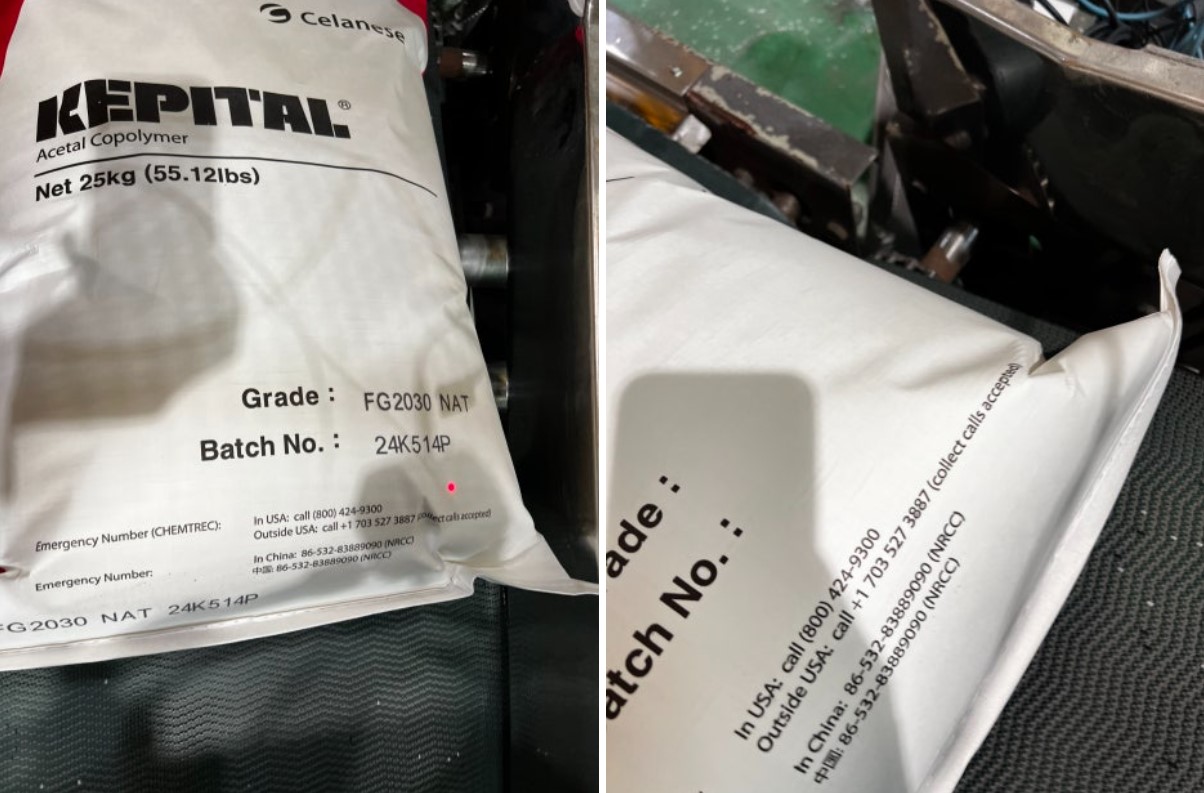 Celanese
KEPITAL®
Acetal Copolymer
Net 25kg (55.12lbs)
Grade : FG2030 NAT
Batch No. : 24K514P
Emergency Number (CHEMTREC): In USA: call (800) 424-9300
Outside USA: call +1 703 527 3887 (collect calls accepted)
Emergency Number: In China: 86-532-83889090 (NRCC)
中国: 86-532-83889090 (NRCC)
FG2030 NAT 24K514P
ade :
atch No. :
In USA: call (800) 424-9300
Outside USA: call +1 703 527 3887 (collect calls accepted)
In China: 86-532-83889090 (NRCC)
中国: 86-532-83889090 (NRCC)